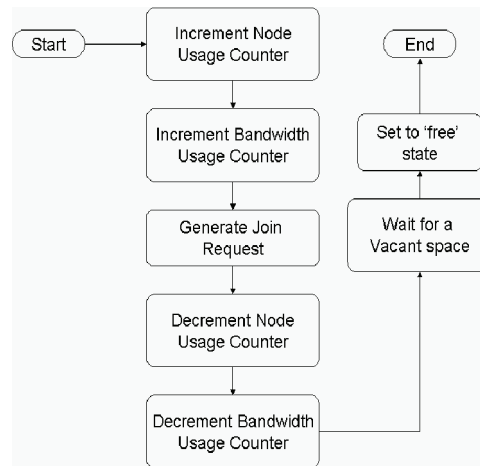 Start
Increment Node
Usage Counter
Increment Bandwidth
Usage Counter
Generate Join
Request
Decrement Node
Usage Counter
Decrement Bandwidth
Usage Counter
Wait for a
Vacant space
Set to ‘free’
state
End